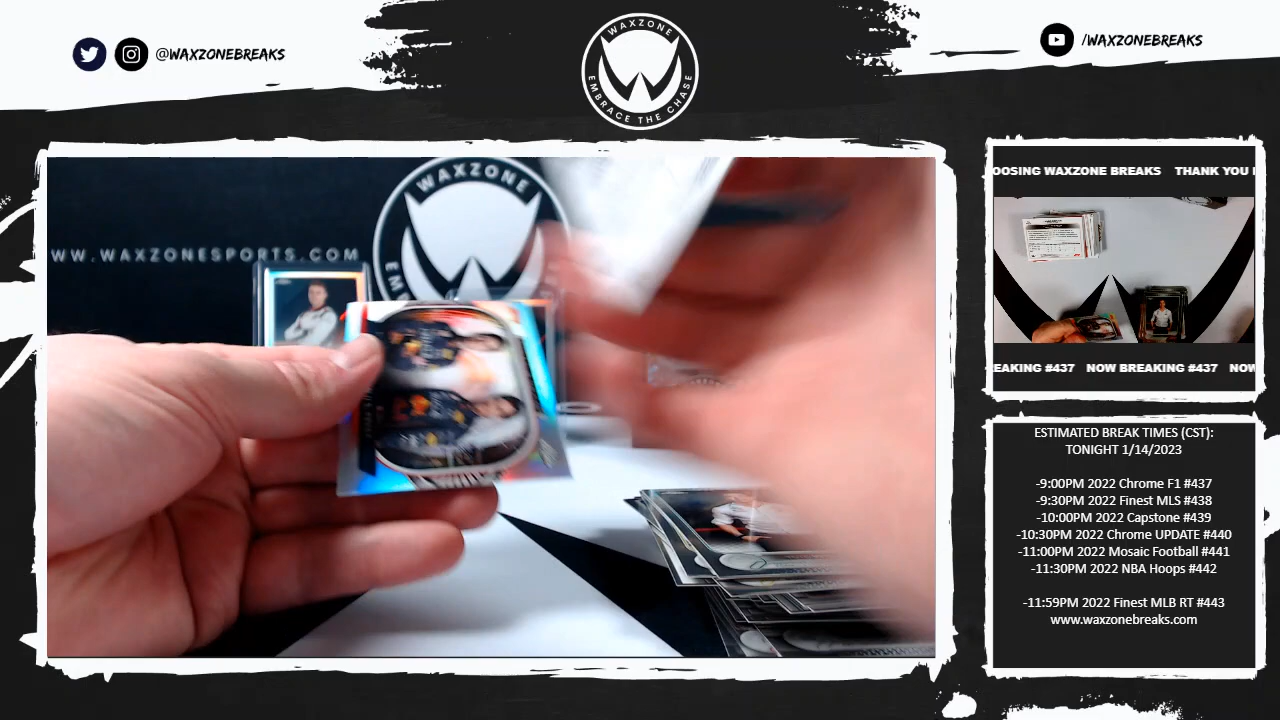 @WAXZONEBREAKS
WAXZONE
EMBRACE THE CHASE
/WAXZONEBREAKS
WAXZONE
WW.WAXZONESPORTS.COM
EM
OOSING WAXZONE BREAKS THANK YOU
EAKING #437 NOW BREAKING #437 NOW
ESTIMATED BREAK TIMES (CST):
TONIGHT 1/14/2023
-9:00PM 2022 Chrome F1 #437
-9:30PM 2022 Finest MLS #438
-10:00PM 2022 Capstone #439
-10:30PM 2022 Chrome UPDATE #440
-11:00PM 2022 Mosaic Football #441
-11:30PM 2022 NBA Hoops #442
-11:59PM 2022 Finest MLB RT #443
www.waxzonebreaks.com